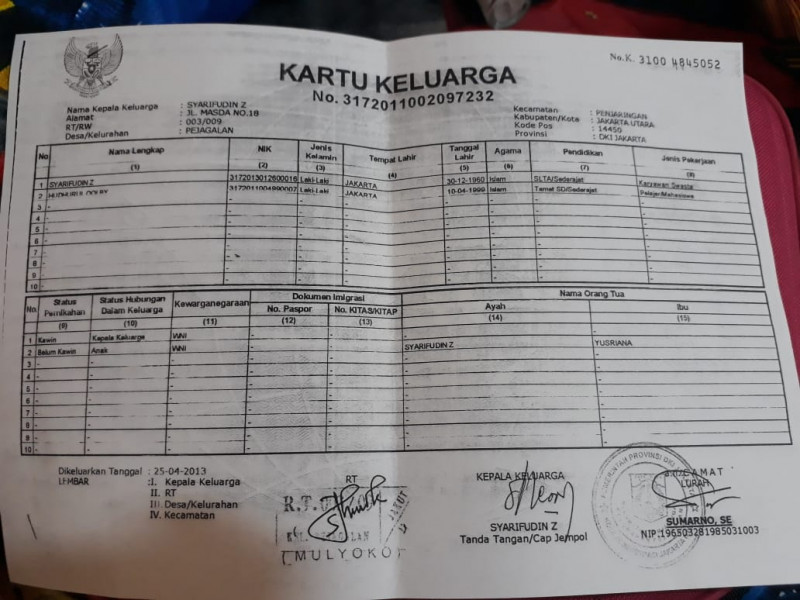 No.K. 3100 4845052
KARTU KELUARGA
No. 3172011002097232
Nama Kepala Keluarga : SYARIFUDIN Z
Alamat : JL. MASDA NO.18
RT/RW : 003/009
Desa/Kelurahan : PEJAGALAN
Kecamatan : PENJARINGAN
Kabupaten/Kota : JAKARTA UTARA
Kode Pos : 14450
Provinsi : DKI JAKARTA
No Nama Lengkap NIK Jenis Kelamin Tempat Lahir Tanggal Lahir Agama Pendidikan Jenis Pekerjaan
(1) (2) (3) (4) (5) (6) (7) (8)
1 SYARIFUDIN Z 3172013012600016 Laki-Laki JAKARTA 30-12-1960 Islam SLTA/Sederajat Karyawan Swasta
2 3172011004990007 Laki-Laki JAKARTA 10-04-1999 Islam Tamat SD/Sederajat Pelajar/Mahasiswa
3 - - - - - - - -
4 - - - - - - - -
5 - - - - - - - -
6 - - - - - - - -
7 - - - - - - - -
8 - - - - - - - -
9 - - - - - - - -
10 - - - - - - - -
No. Status Pernikahan Status Hubungan Dalam Keluarga Kewarganegaraan Dokumen Imigrasi Nama Orang Tua
No. Paspor No. KITAS/KITAP Ayah Ibu
(9) (10) (11) (12) (13) (14) (15)
1 Kawin Kepala Keluarga WNI - - - -
2 Belum Kawin Anak WNI - - SYARIFUDIN Z YUSRIANA
3 - - - - - - -
4 - - - - - - -
5 - - - - - - -
6 - - - - - - -
7 - - - - - - -
8 - - - - - - -
9 - - - - - - -
10 - - - - - - -
Dikeluarkan Tanggal : 25-04-2013
LEMBAR : I. Kepala Keluarga
II. RT
III. Desa/Kelurahan
IV. Kecamatan
RT
R.T.
MULYOKO
KEPALA KELUARGA
SYARIFUDIN Z
Tanda Tangan/Cap Jempol
a.n CAMAT
LURAH
SUMARNO, SE
NIP.196503281985031003